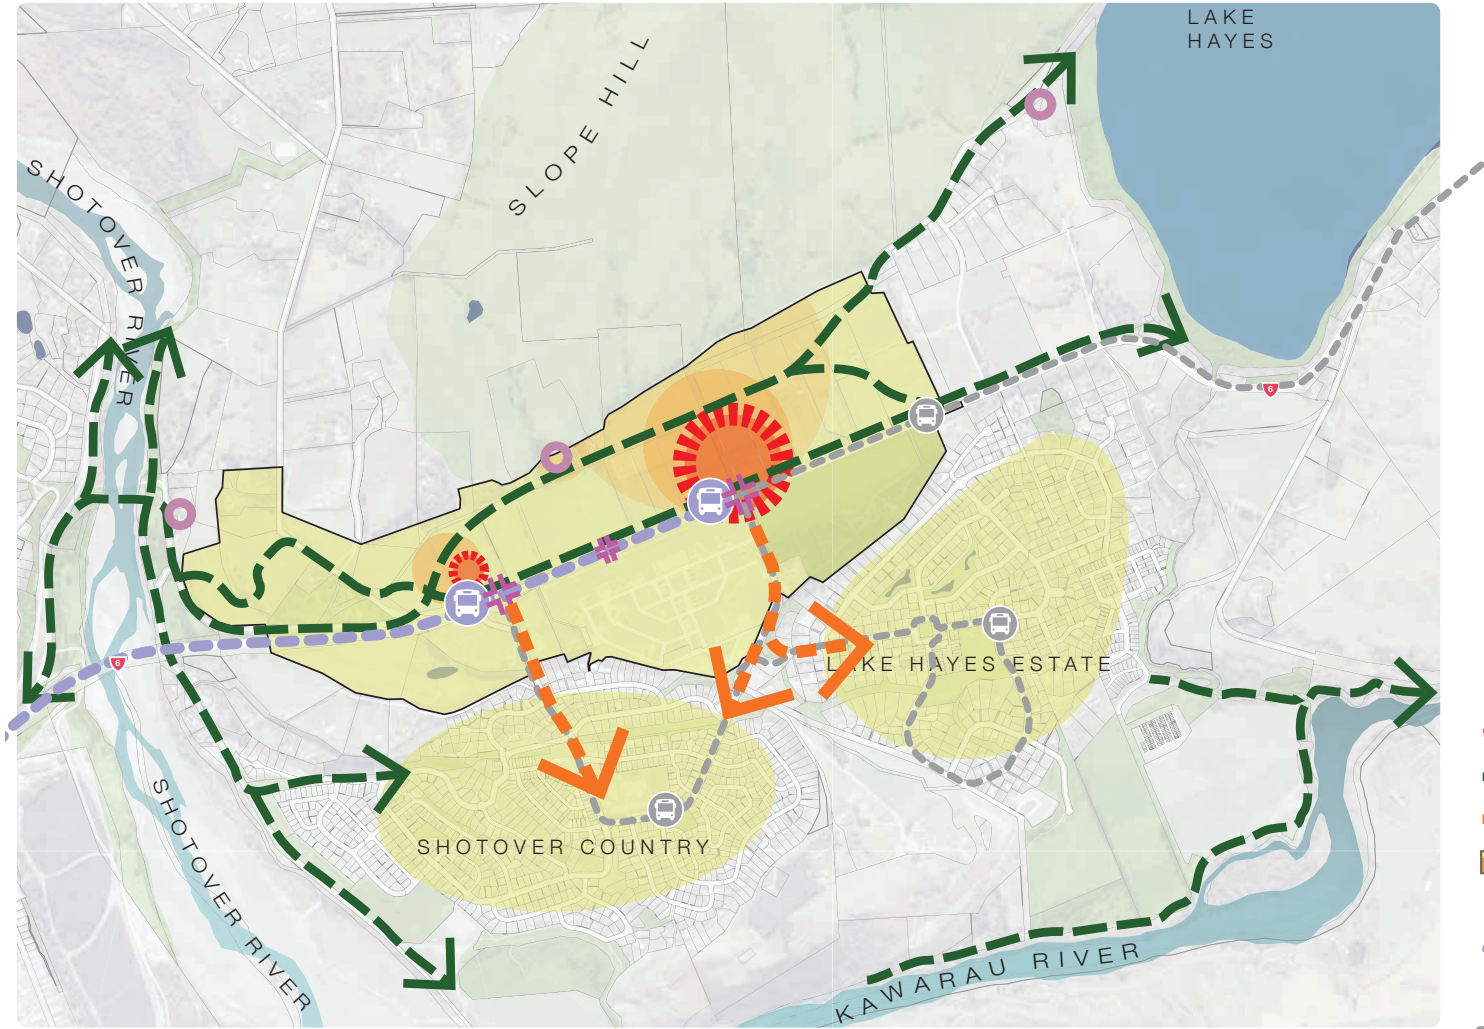 LAKE
HAYES
SLOPE HILL
SHOTOVER RIVER
6
6
LAKE HAYES ESTATE
SHOTOVER COUNTRY
SHOTOVER RIVER
KAWARAU RIVER